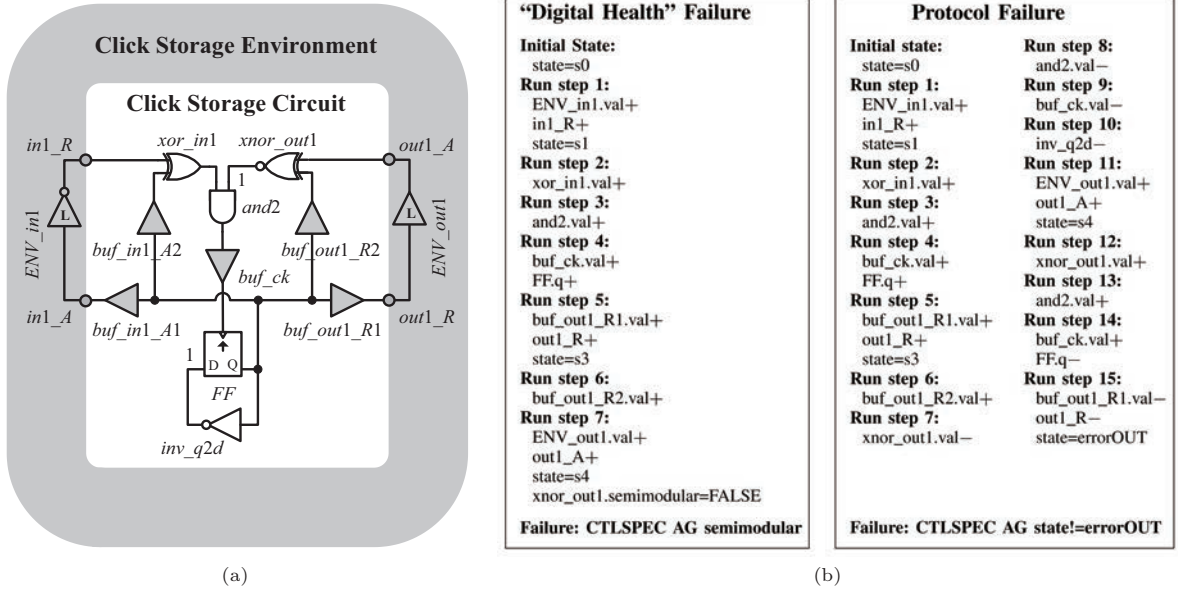 Click Storage Environment
Click Storage Circuit
in1_R
xor_in1
xnor_out1
out1_A
1
and2
L
L
ENV_in1
ENV_out1
buf_in1_A2
buf_out1_R2
buf_ck
in1_A
buf_in1_A1
buf_out1_R1
out1_R
1
D Q
FF
inv_q2d
(a)
“Digital Health” Failure
Initial State:
state=s0
Run step 1:
ENV_in1.val+
in1_R+
state=s1
Run step 2:
xor_in1.val+
Run step 3:
and2.val+
Run step 4:
buf_ck.val+
FF.q+
Run step 5:
buf_out1_R1.val+
out1_R+
state=s3
Run step 6:
buf_out1_R2.val+
Run step 7:
ENV_out1.val+
out1_A+
state=s4
xnor_out1.semimodular=FALSE
Failure: CTLSPEC AG semimodular
Protocol Failure
Initial state:
state=s0
Run step 1:
ENV_in1.val+
in1_R+
state=s1
Run step 2:
xor_in1.val+
Run step 3:
and2.val+
Run step 4:
buf_ck.val+
FF.q+
Run step 5:
buf_out1_R1.val+
out1_R+
state=s3
Run step 6:
buf_out1_R2.val+
Run step 7:
xnor_out1.val−
Run step 8:
and2.val−
Run step 9:
buf_ck.val−
Run step 10:
inv_q2d−
Run step 11:
ENV_out1.val+
out1_A+
state=s4
Run step 12:
xnor_out1.val+
Run step 13:
and2.val+
Run step 14:
buf_ck.val+
FF.q−
Run step 15:
buf_out1_R1.val−
out1_R−
state=errorOUT
Failure: CTLSPEC AG state!=errorOUT
(b)